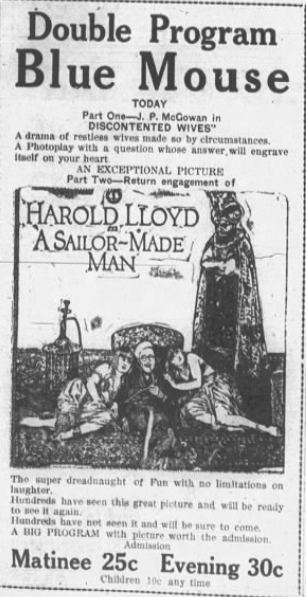 Double Program
Blue Mouse
TODAY
Part One—J. P. McGowan in
DISCONTENTED WIVES"
A drama of restless wives made so by circumstances.
A Photoplay with a question whose answer will engrave
itself on your heart
AN EXCEPTIONAL PICTURE
Part Two—Return engagement of
HAROLD LLOYD
in
A SAILOR-MADE
MAN
The super dreadnaught of Fun with no limitations on
laughter.
Hundreds have seen this great picture and will be ready
to see it again.
Hundreds have not seen it and will be sure to come.
A BIG PROGRAM with picture worth the admission.
Admission
Matinee 25c Evening 30c
Children 10c any time